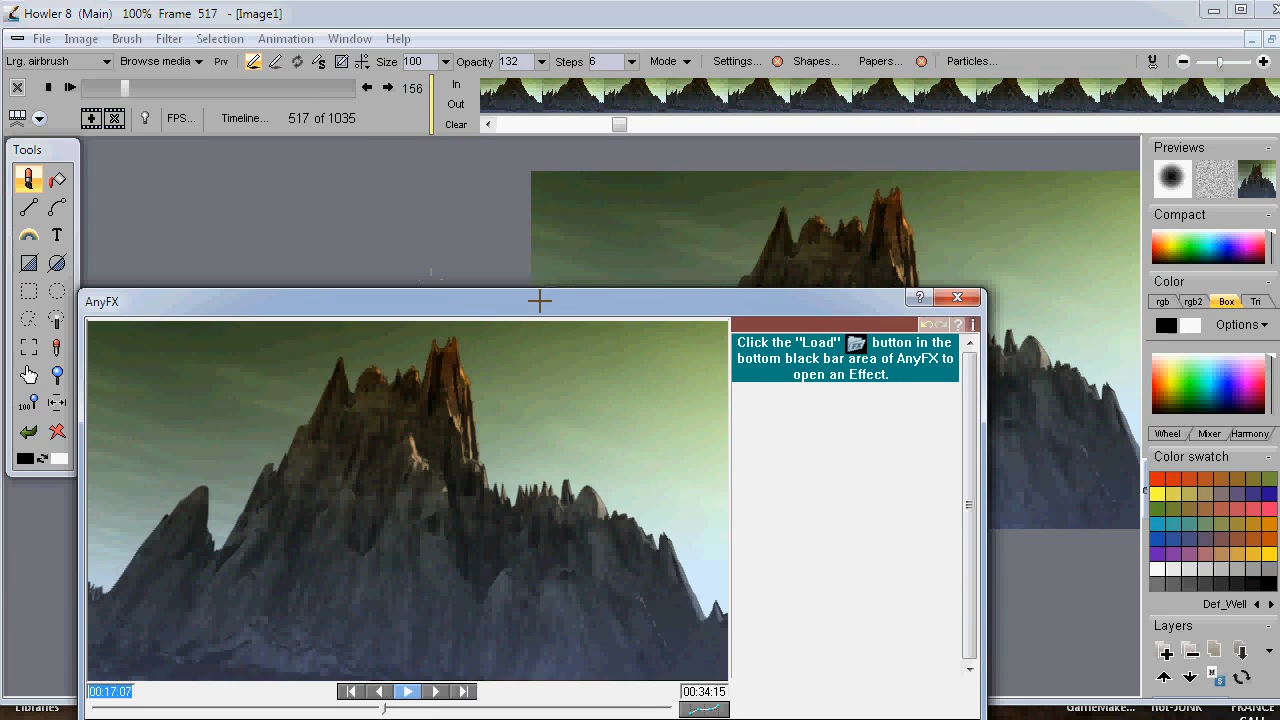 Howler 8 (Main) 100% Frame 517 - [Image1]
File Image Brush Filter Selection Animation Window Help
Lrg. airbrush Browse media Prv Size 100 Opacity 132 Steps 6 Mode Settings... Shapes... Papers... Particles...
156 In
Out
FPS... Timeline... 517 of 1035 Clear
Tools
Previews
Compact
Color
rgb rgb2 Box Tri
Options
Wheel Mixer Harmony
Color swatch
Def_Well
Layers
T
100
AnyFX
Click the "Load" button in the
bottom black bar area of AnyFX to
open an Effect.
00:17:07 00:34:15
Libraries GameMake... hot-JUNK FRANCE